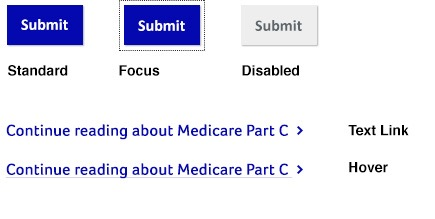 Submit Submit Submit
Standard Focus Disabled
Continue reading about Medicare Part C > Text Link
Continue reading about Medicare Part C > Hover